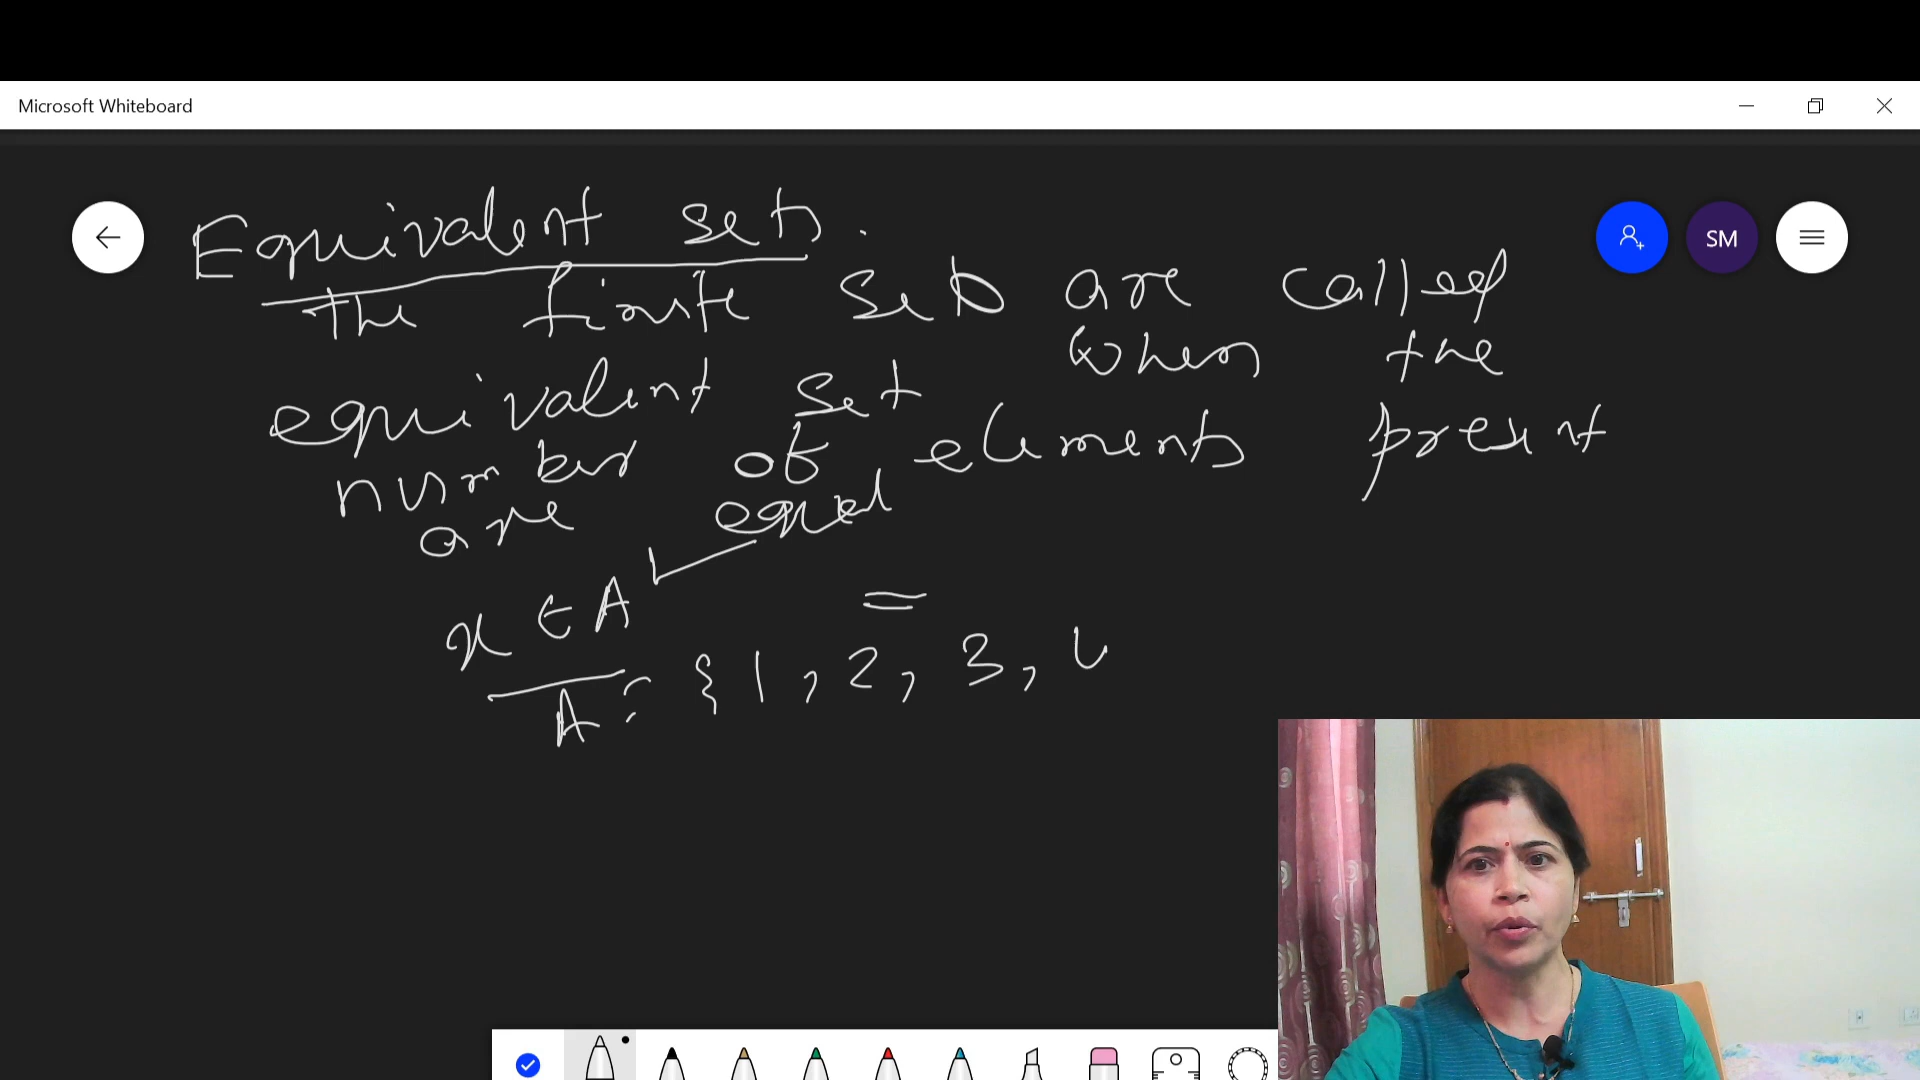 Microsoft Whiteboard
Equivalent sets.
SM
The finite sets are called
equivalent set when the
number of elements present
are equal
x ∈ A
=
A = { 1 , 2 , 3 , 4